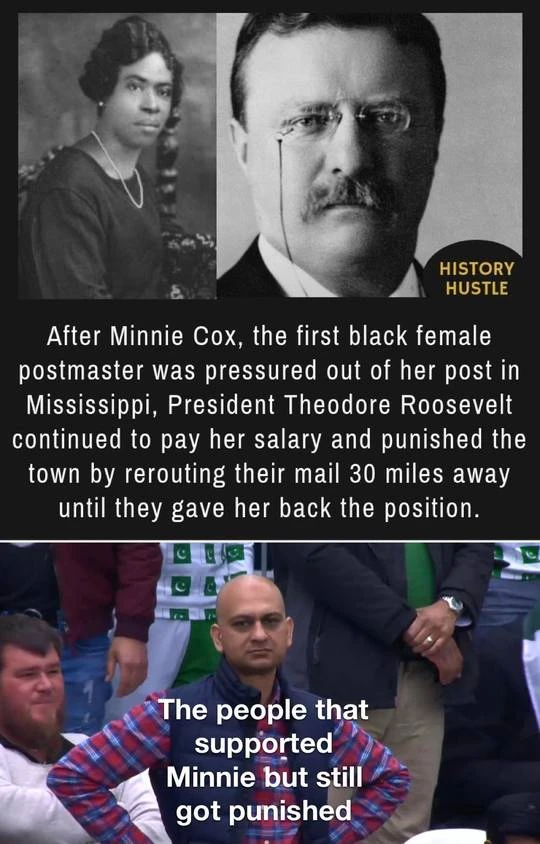 HISTORY
HUSTLE
After Minnie Cox, the first black female
postmaster was pressured out of her post in
Mississippi, President Theodore Roosevelt
continued to pay her salary and punished the
town by rerouting their mail 30 miles away
until they gave her back the position.
The people that
supported
Minnie but still
got punished